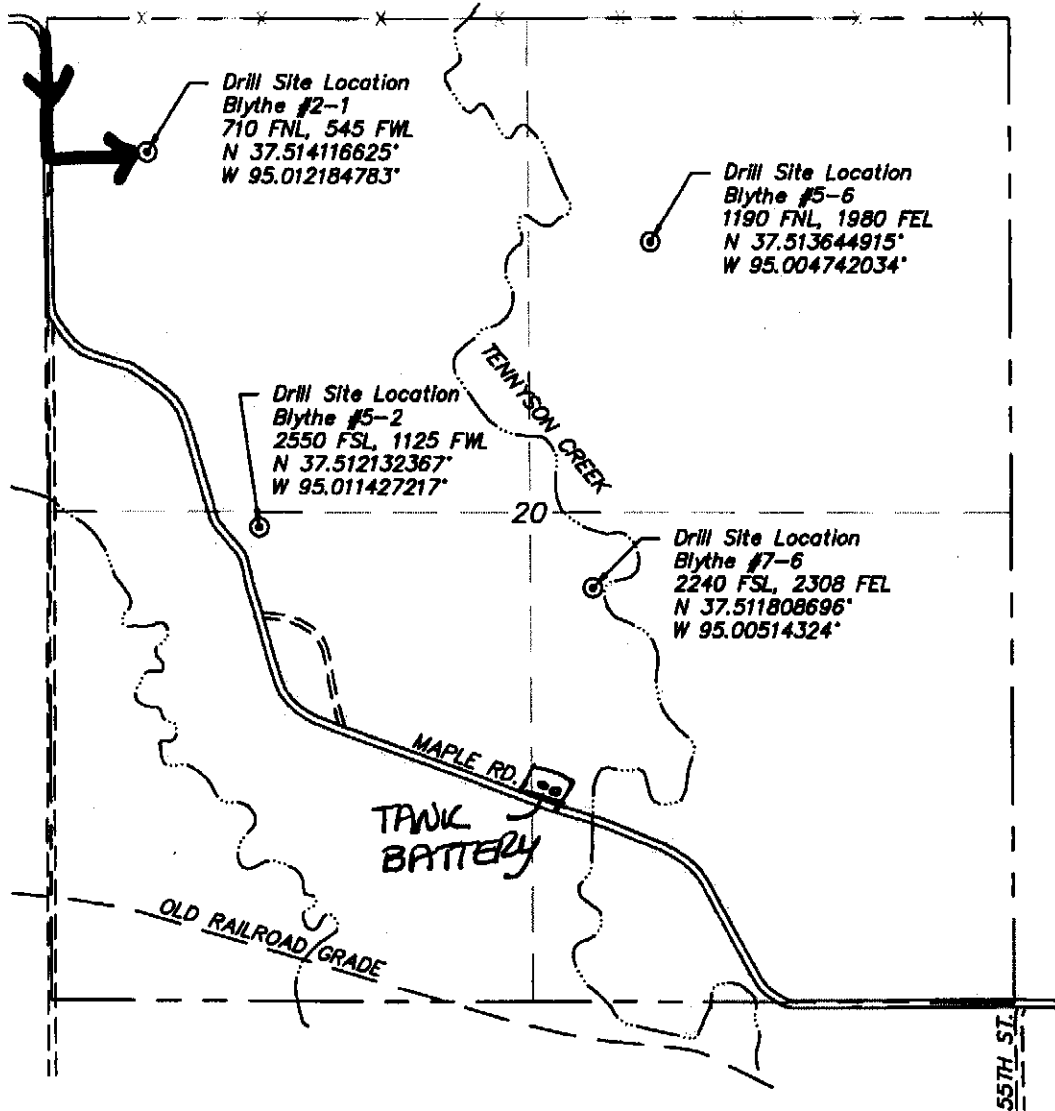 Drill Site Location
Blythe #2-1
710 FNL, 545 FWL
N 37.514116625°
W 95.012184783°
Drill Site Location
Blythe #5-6
1190 FNL, 1980 FEL
N 37.513644915°
W 95.004742034°
TENNYSON CREEK
Drill Site Location
Blythe #5-2
2550 FSL, 1125 FWL
N 37.512132367°
W 95.011427217°
20
Drill Site Location
Blythe #7-6
2240 FSL, 2308 FEL
N 37.511808696°
W 95.00514324°
MAPLE RD.
TANK
BATTERY
OLD RAILROAD GRADE
55TH ST.